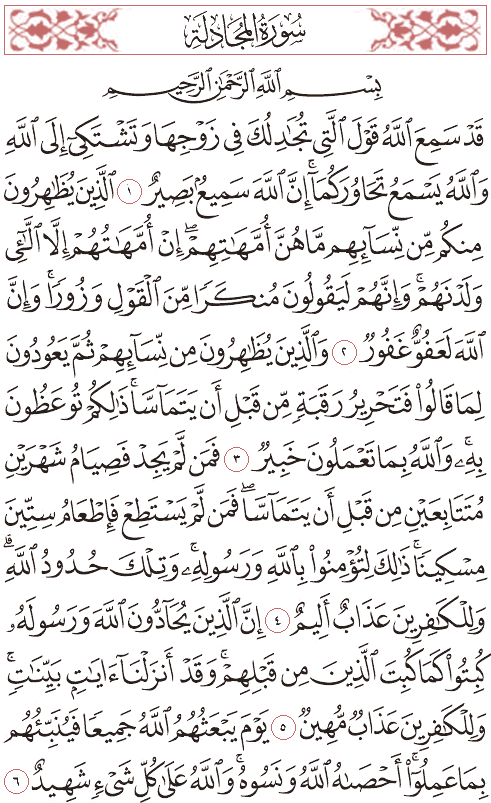 سُورَةُ المُجَادلَةِ
بِسْمِ ٱللَّهِ ٱلرَّحْمَٰنِ ٱلرَّحِيمِ
قَدْ سَمِعَ ٱللَّهُ قَوْلَ ٱلَّتِى تُجَٰدِلُكَ فِى زَوْجِهَا وَتَشْتَكِىٓ إِلَى ٱللَّهِ
وَٱللَّهُ يَسْمَعُ تَحَاوُرَكُمَآ ۚ إِنَّ ٱللَّهَ سَمِيعٌۢ بَصِيرٌ ١ ٱلَّذِينَ يُظَٰهِرُونَ
مِنكُم مِّن نِّسَآئِهِم مَّا هُنَّ أُمَّهَٰتِهِمْ ۖ إِنْ أُمَّهَٰتُهُمْ إِلَّا ٱلَّٰٓـِٔى
وَلَدْنَهُمْ ۚ وَإِنَّهُمْ لَيَقُولُونَ مُنكَرًا مِّنَ ٱلْقَوْلِ وَزُورًا ۚ وَإِنَّ
ٱللَّهَ لَعَفُوٌّ غَفُورٌ ٢ وَٱلَّذِينَ يُظَٰهِرُونَ مِن نِّسَآئِهِمْ ثُمَّ يَعُودُونَ
لِمَا قَالُوا۟ فَتَحْرِيرُ رَقَبَةٍ مِّن قَبْلِ أَن يَتَمَآسَّا ۚ ذَٰلِكُمْ تُوعَظُونَ
بِهِۦ ۚ وَٱللَّهُ بِمَا تَعْمَلُونَ خَبِيرٌ ٣ فَمَن لَّمْ يَجِدْ فَصِيَامُ شَهْرَيْنِ
مُتَتَابِعَيْنِ مِن قَبْلِ أَن يَتَمَآسَّا ۖ فَمَن لَّمْ يَسْتَطِعْ فَإِطْعَامُ سِتِّينَ
مِسْكِينًا ۚ ذَٰلِكَ لِتُؤْمِنُوا۟ بِٱللَّهِ وَرَسُولِهِۦ ۚ وَتِلْكَ حُدُودُ ٱللَّهِ ۗ
وَلِلْكَٰفِرِينَ عَذَابٌ أَلِيمٌ ٤ إِنَّ ٱلَّذِينَ يُحَآدُّونَ ٱللَّهَ وَرَسُولَهُۥ
كُبِتُوا۟ كَمَا كُبِتَ ٱلَّذِينَ مِن قَبْلِهِمْ ۚ وَقَدْ أَنزَلْنَآ ءَايَٰتٍۭ بَيِّنَٰتٍ ۚ
وَلِلْكَٰفِرِينَ عَذَابٌ مُّهِينٌ ٥ يَوْمَ يَبْعَثُهُمُ ٱللَّهُ جَمِيعًا فَيُنَبِّئُهُم
بِمَا عَمِلُوٓا۟ ۚ أَحْصَىٰهُ ٱللَّهُ وَنَسُوهُ ۚ وَٱللَّهُ عَلَىٰ كُلِّ شَىْءٍ شَهِيدٌ ٦